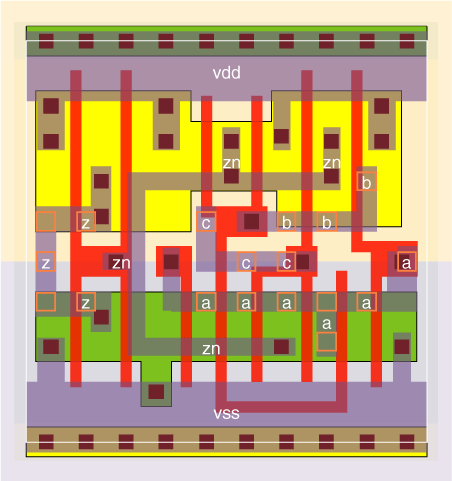 vdd
zn zn
b
z c b b
z zn c c a
z a a a a
a
zn
vss